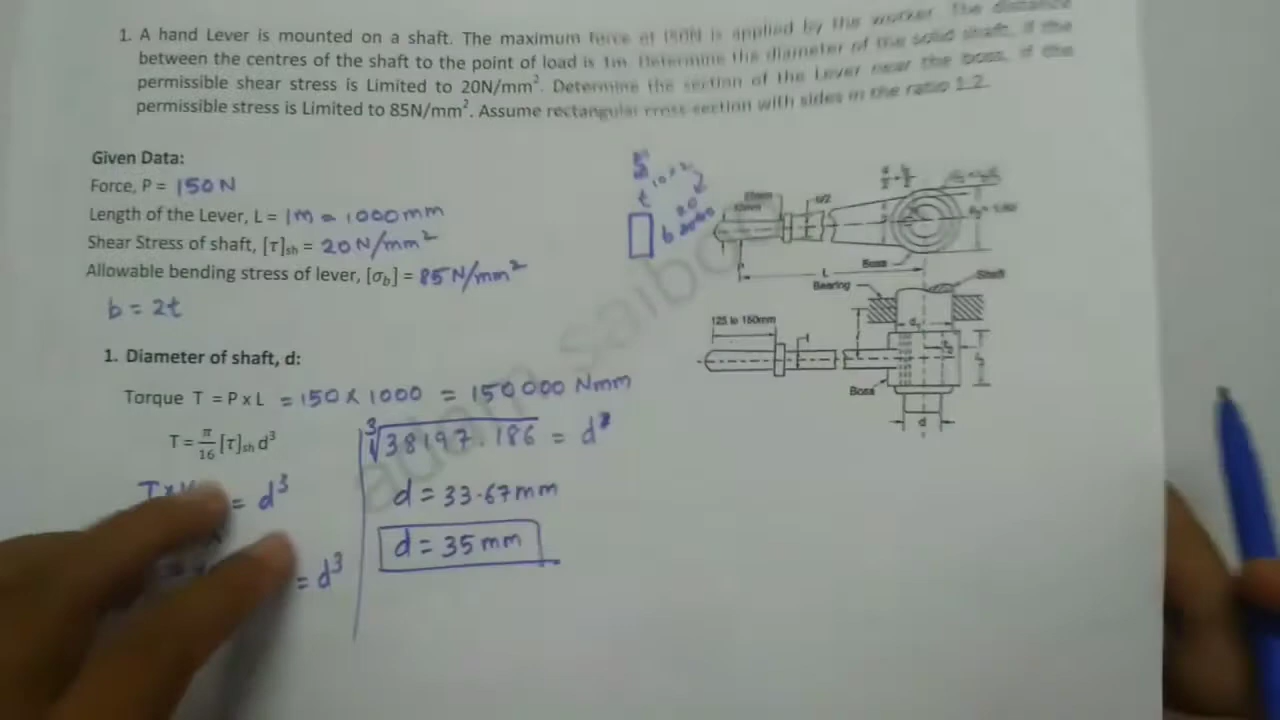 1. A hand Lever is mounted on a shaft. The maximum force of 150N is applied by the worker. The distance
between the centres of the shaft to the point of load is 1m. Determine the diameter of the solid shaft, if the
permissible shear stress is Limited to 20N/mm². Determine the section of the Lever near the boss, if the
permissible stress is Limited to 85N/mm². Assume rectangular cross section with sides in the ratio 1:2.
Given Data:
Force, P = 150N
Length of the Lever, L = 1m = 1000mm
Shear Stress of shaft, [τ]sh = 20N/mm²
Allowable bending stress of lever, [σb] = 85N/mm²
b = 2t
t
b
L
Boss
Shaft
Bearing
125 to 150mm
t
Boss
d
1. Diameter of shaft, d:
Torque T = P x L = 150 x 1000 = 150000 Nmm
T = π/16 [τ]sh d³
= d³
= d³
∛38197.186 = d
d = 33.67mm
d = 35mm
adam saibo